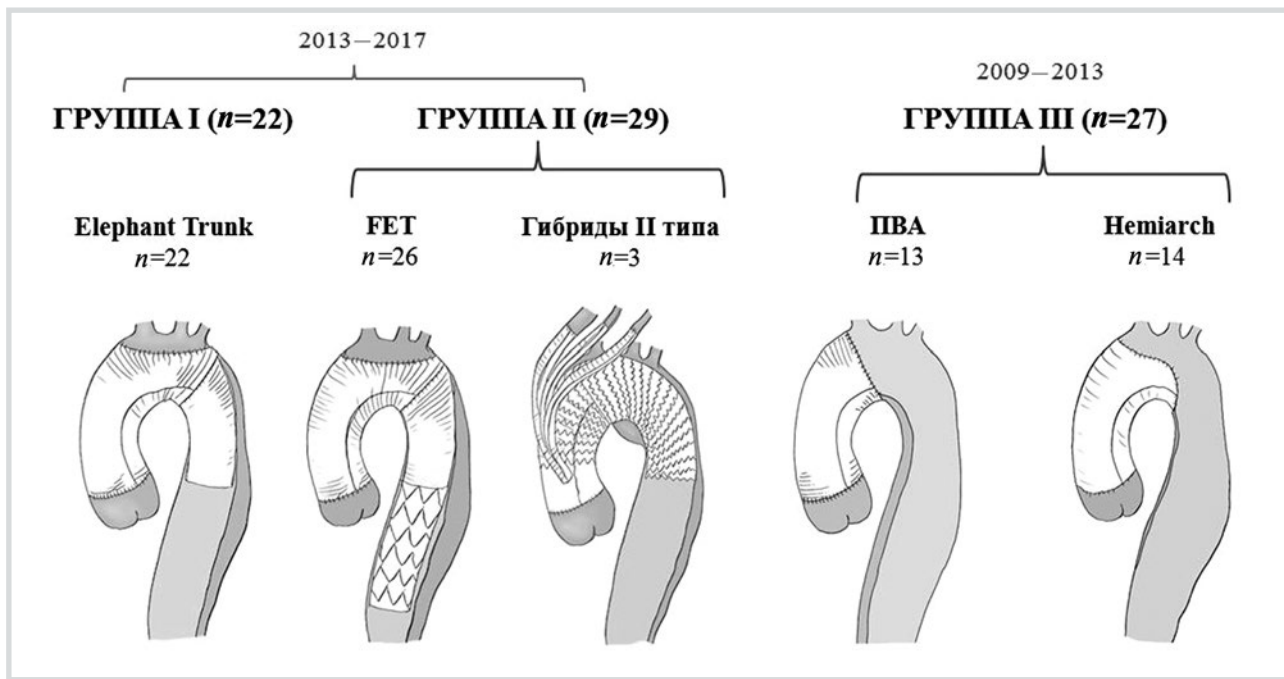 2013—2017
2009—2013
ГРУППА I (n=22)
ГРУППА II (n=29)
ГРУППА III (n=27)
Elephant Trunk
n=22
FET
n=26
Гибриды II типа
n=3
ПВА
n=13
Hemiarch
n=14